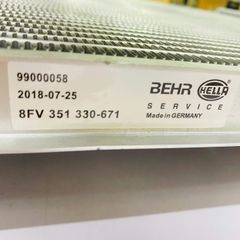 99000058
2018-07-25
8FV 351 330-671
BEHR HELLA
SERVICE
Made in GERMANY